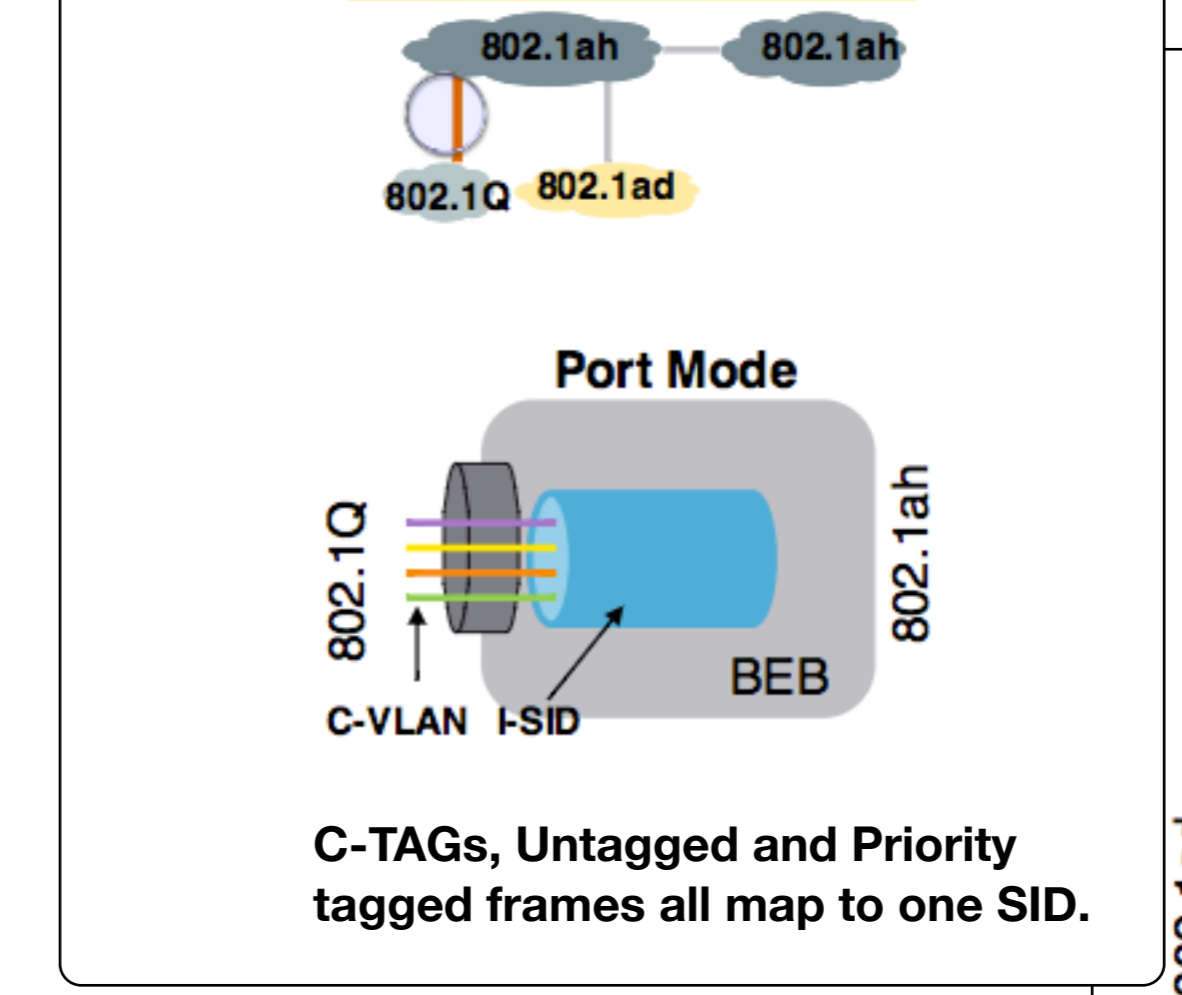 802.1ah
802.1ah
802.1Q
802.1ad
Port Mode
802.1Q
802.1ah
BEB
C-VLAN
I-SID
C-TAGs, Untagged and Priority
tagged frames all map to one SID.